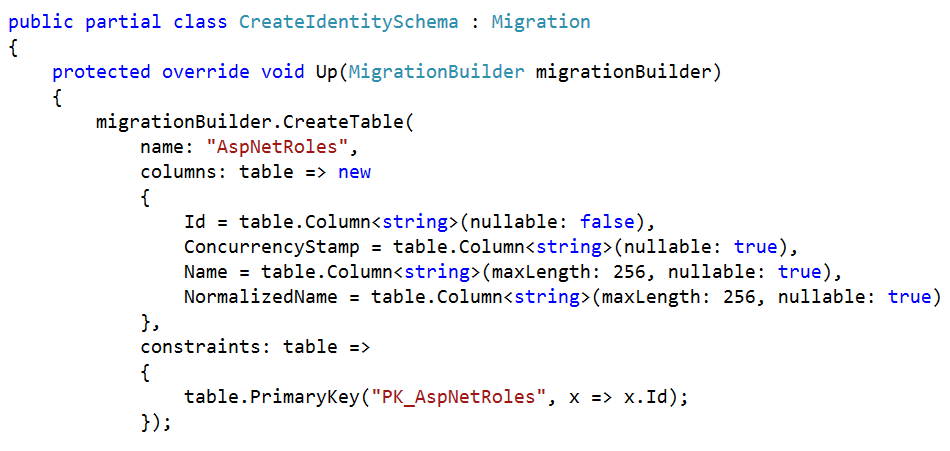 public partial class CreateIdentitySchema : Migration
{
    protected override void Up(MigrationBuilder migrationBuilder)
    {
        migrationBuilder.CreateTable(
            name: "AspNetRoles",
            columns: table => new
            {
                Id = table.Column<string>(nullable: false),
                ConcurrencyStamp = table.Column<string>(nullable: true),
                Name = table.Column<string>(maxLength: 256, nullable: true),
                NormalizedName = table.Column<string>(maxLength: 256, nullable: true)
            },
            constraints: table =>
            {
                table.PrimaryKey("PK_AspNetRoles", x => x.Id);
            });